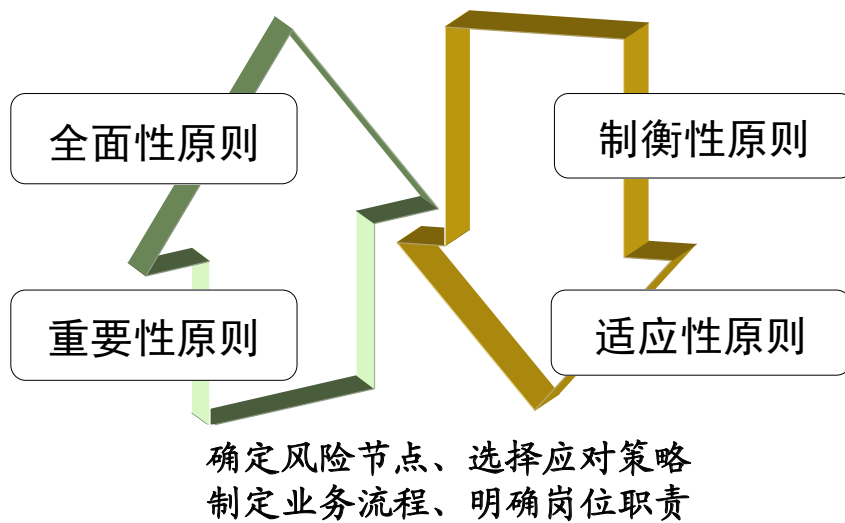 全面性原则
制衡性原则
重要性原则
适应性原则
确定风险节点、选择应对策略
制定业务流程、明确岗位职责